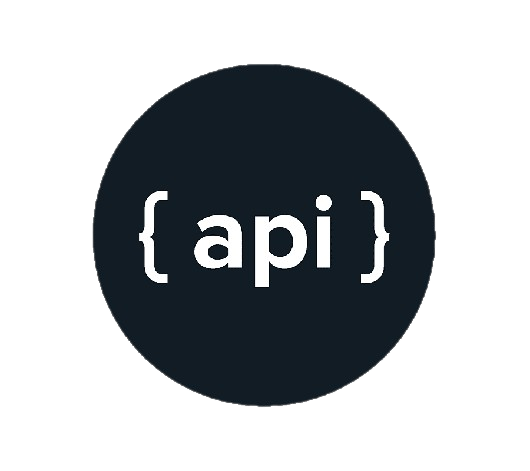 { api }